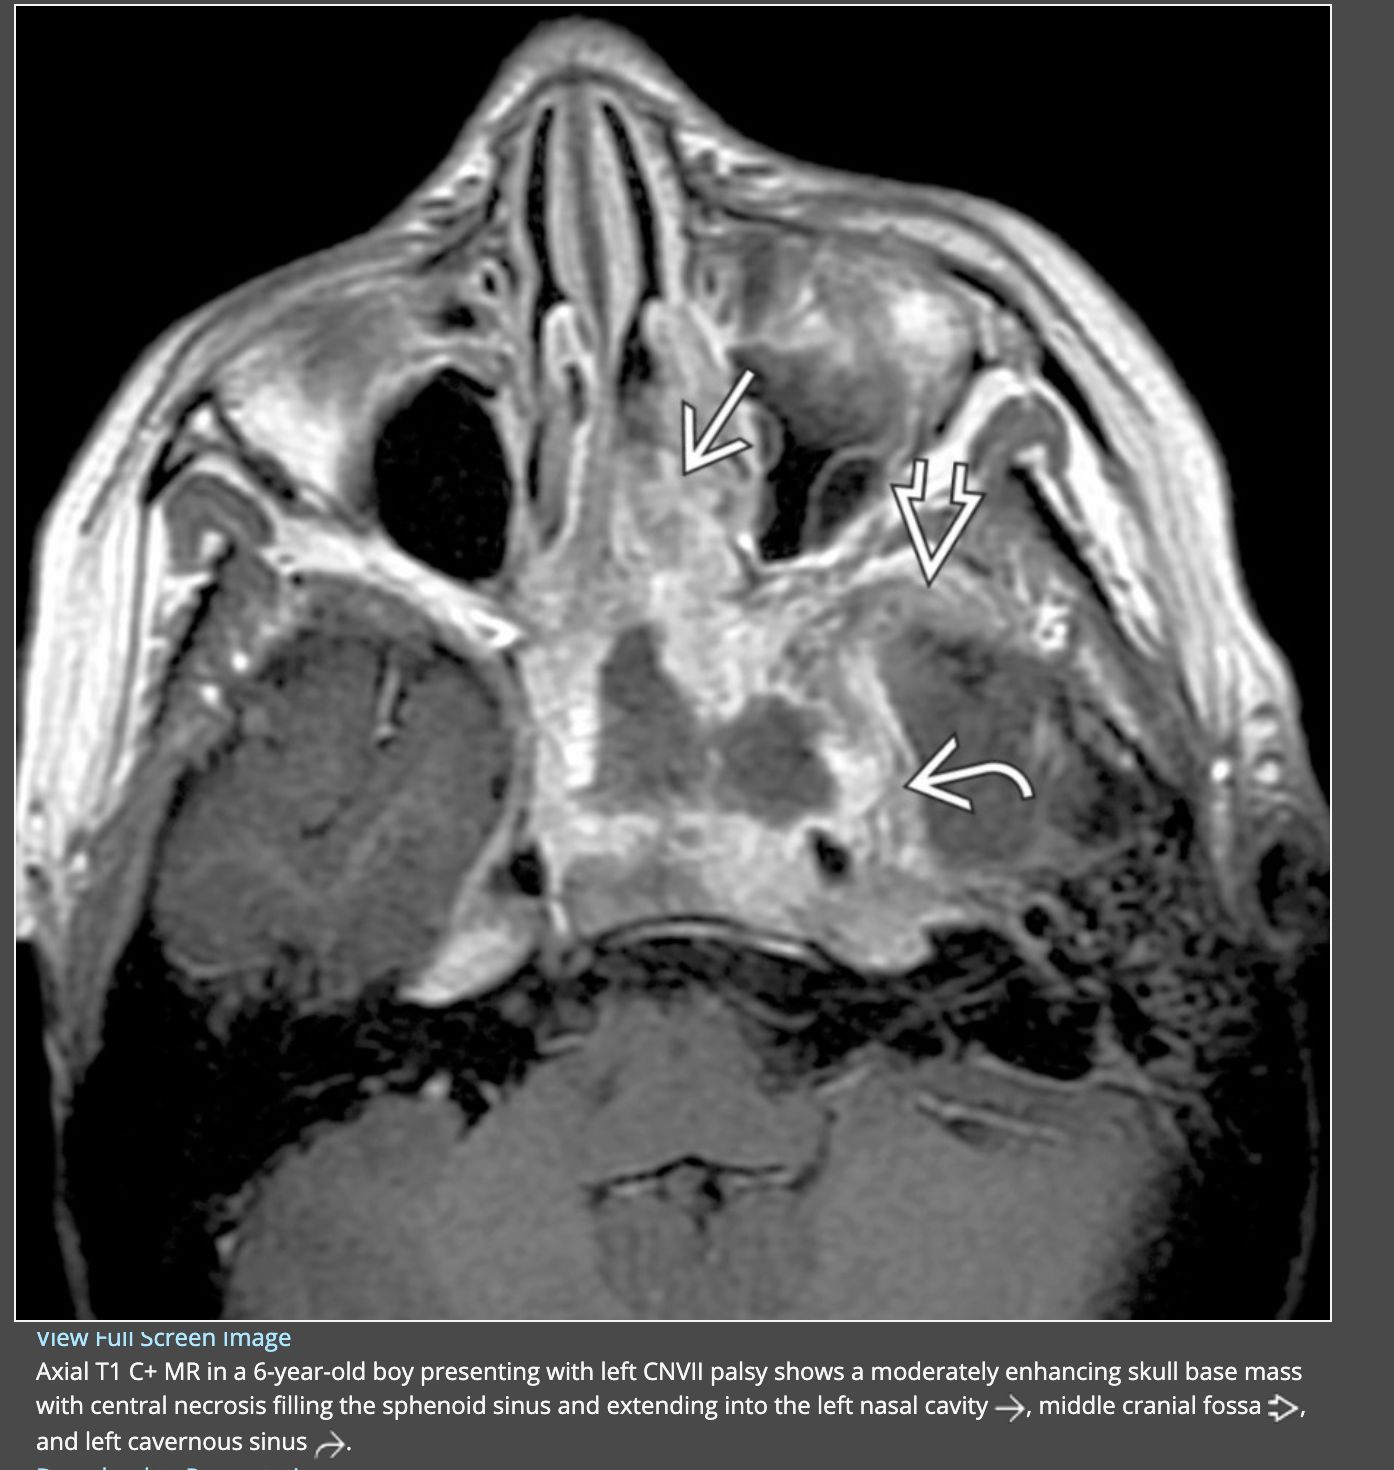 View Full Screen Image
Axial T1 C+ MR in a 6-year-old boy presenting with left CNVII palsy shows a moderately enhancing skull base mass
with central necrosis filling the sphenoid sinus and extending into the left nasal cavity, middle cranial fossa,
and left cavernous sinus.